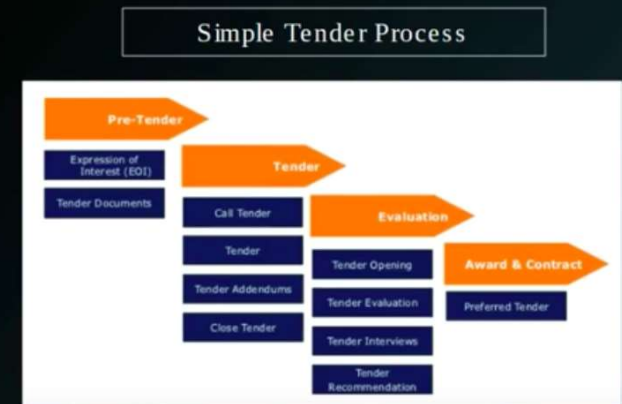 Simple Tender Process
Pre-Tender
Expression of
Interest (EOI)
Tender Documents
Tender
Call Tender
Tender
Tender Addendums
Close Tender
Evaluation
Tender Opening
Tender Evaluation
Tender Interviews
Tender
Recommendation
Award & Contract
Preferred Tender